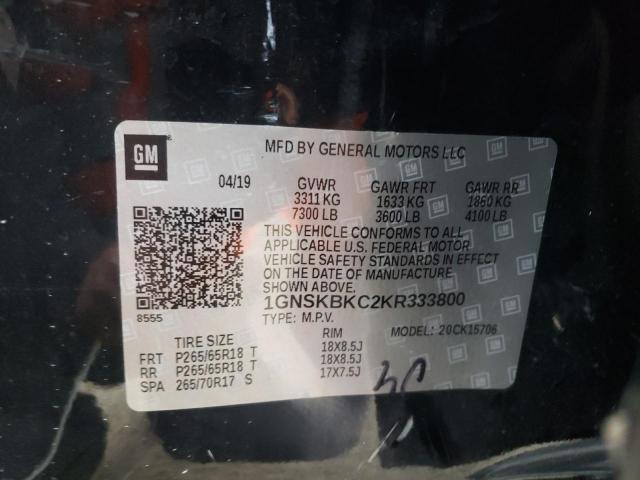 GM
MFD BY GENERAL MOTORS LLC
04/19 GVWR GAWR FRT GAWR RR
3311 KG 1633 KG 1860 KG
7300 LB 3600 LB 4100 LB
THIS VEHICLE CONFORMS TO ALL
APPLICABLE U.S. FEDERAL MOTOR
VEHICLE SAFETY STANDARDS IN EFFECT
ON THE DATE OF MANUFACTURE
SHOWN ABOVE.
1GNSKBKC2KR333800
8555
TYPE: M.P.V. MODEL: 20CK15706
TIRE SIZE RIM
FRT P265/65R18 T 18X8.5J
RR P265/65R18 T 18X8.5J
SPA 265/70R17 S 17X7.5J